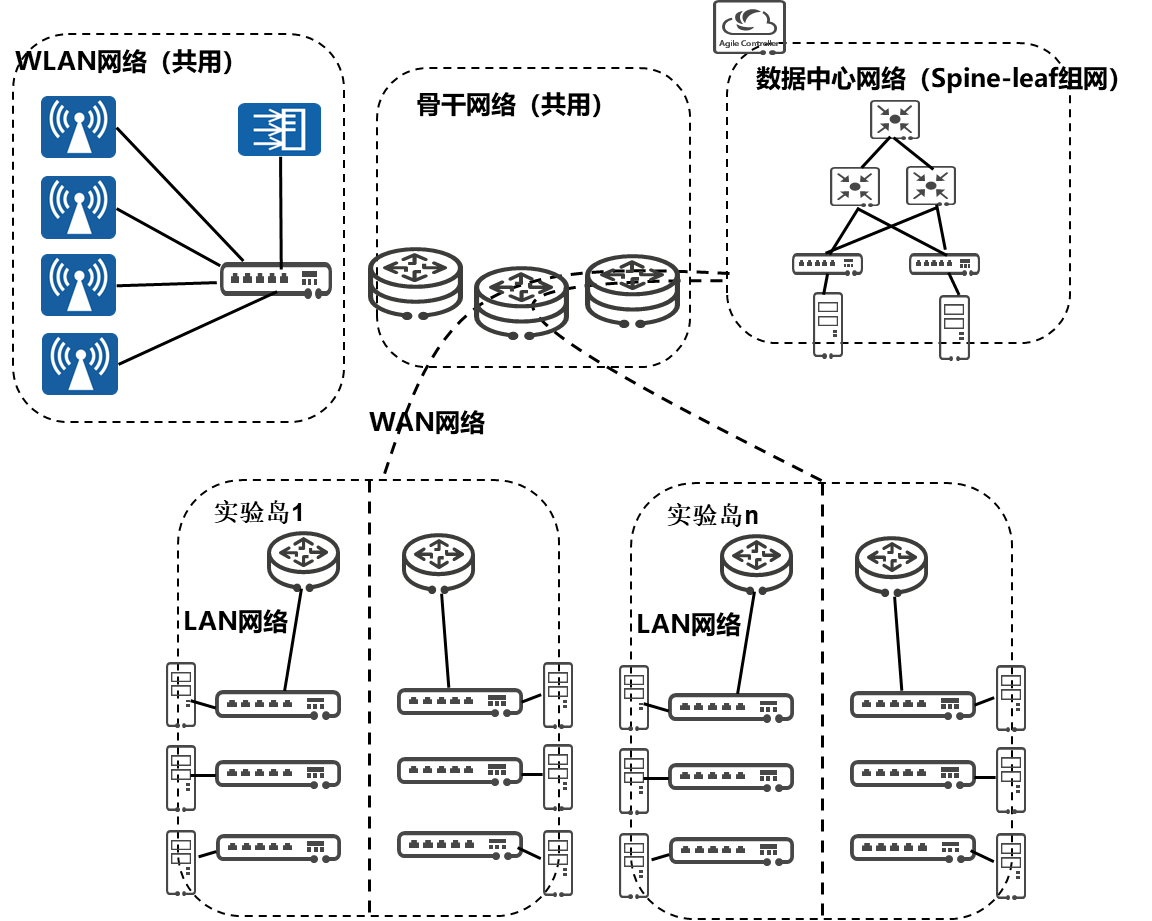 Agile Controller
WLAN网络（共用）
骨干网络（共用）
数据中心网络（Spine-leaf组网）
WAN网络
实验岛1
实验岛n
LAN网络
LAN网络